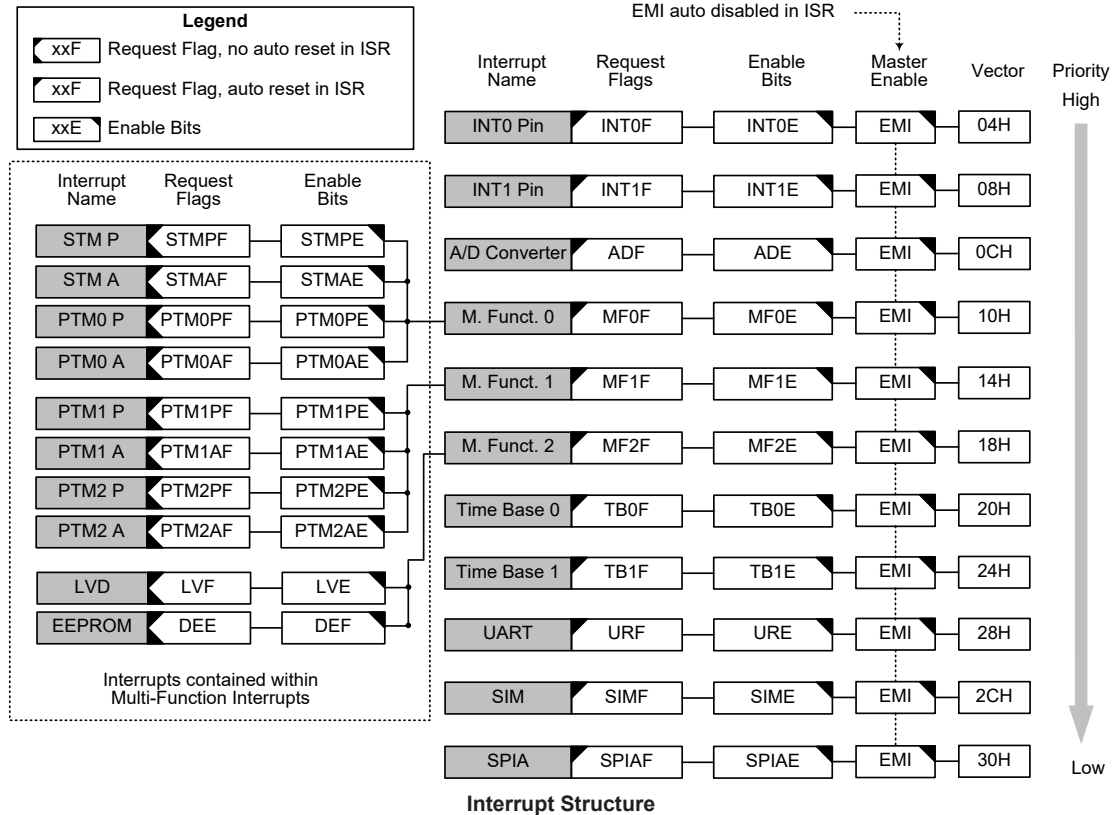 Legend
xxF Request Flag, no auto reset in ISR
xxF Request Flag, auto reset in ISR
xxE Enable Bits
EMI auto disabled in ISR
Interrupt Name Request Flags Enable Bits Master Enable Vector Priority
High
INT0 Pin INT0F INT0E EMI 04H
INT1 Pin INT1F INT1E EMI 08H
A/D Converter ADF ADE EMI 0CH
M. Funct. 0 MF0F MF0E EMI 10H
M. Funct. 1 MF1F MF1E EMI 14H
M. Funct. 2 MF2F MF2E EMI 18H
Time Base 0 TB0F TB0E EMI 20H
Time Base 1 TB1F TB1E EMI 24H
UART URF URE EMI 28H
SIM SIMF SIME EMI 2CH
SPIA SPIAF SPIAE EMI 30H
Low
Interrupt Name Request Flags Enable Bits
STM P STMPF STMPE
STM A STMAF STMAE
PTM0 P PTM0PF PTM0PE
PTM0 A PTM0AF PTM0AE
PTM1 P PTM1PF PTM1PE
PTM1 A PTM1AF PTM1AE
PTM2 P PTM2PF PTM2PE
PTM2 A PTM2AF PTM2AE
LVD LVF LVE
EEPROM DEE DEF
Interrupts contained within
Multi-Function Interrupts
Interrupt Structure